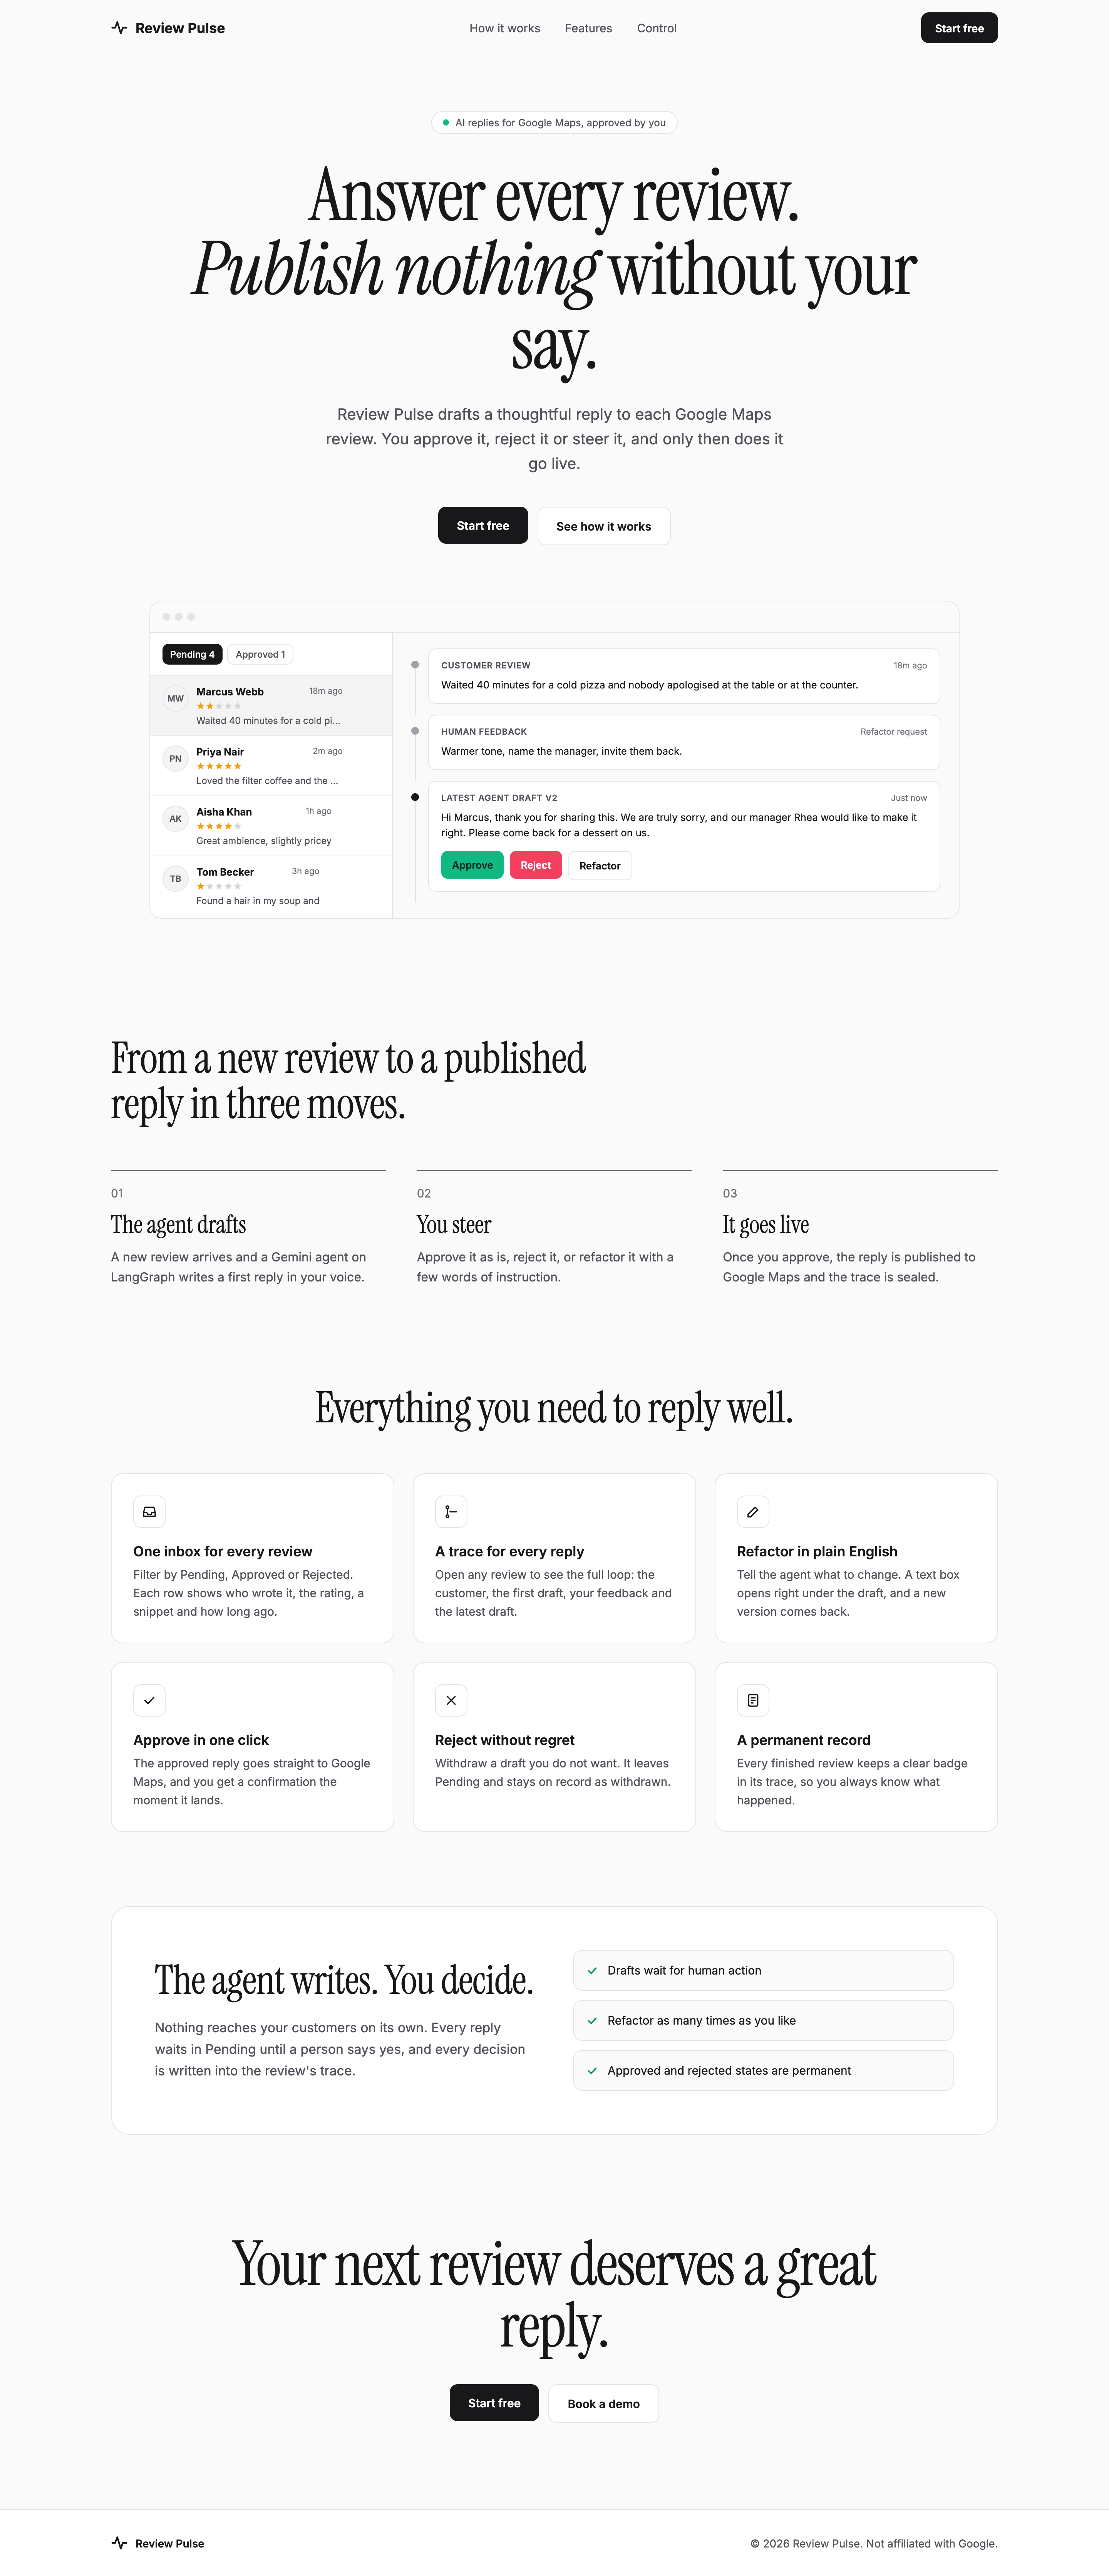 Review Pulse
How it works
Features
Control
Start free
AI replies for Google Maps, approved by you
Answer every review.
Publish nothing without your
say.
Review Pulse drafts a thoughtful reply to each Google Maps
review. You approve it, reject it or steer it, and only then does it
go live.
Start free
See how it works
Pending 4
Approved 1
MW
Marcus Webb
18m ago
Waited 40 minutes for a cold pi...
PN
Priya Nair
2m ago
Loved the filter coffee and the ...
AK
Aisha Khan
1h ago
Great ambience, slightly pricey
TB
Tom Becker
3h ago
Found a hair in my soup and
CUSTOMER REVIEW
18m ago
Waited 40 minutes for a cold pizza and nobody apologised at the table or at the counter.
HUMAN FEEDBACK
Refactor request
Warmer tone, name the manager, invite them back.
LATEST AGENT DRAFT V2
Just now
Hi Marcus, thank you for sharing this. We are truly sorry, and our manager Rhea would like to make it
right. Please come back for a dessert on us.
Approve
Reject
Refactor
From a new review to a published
reply in three moves.
01
The agent drafts
A new review arrives and a Gemini agent on
LangGraph writes a first reply in your voice.
02
You steer
Approve it as is, reject it, or refactor it with a
few words of instruction.
03
It goes live
Once you approve, the reply is published to
Google Maps and the trace is sealed.
Everything you need to reply well.
One inbox for every review
Filter by Pending, Approved or Rejected.
Each row shows who wrote it, the rating, a
snippet and how long ago.
A trace for every reply
Open any review to see the full loop: the
customer, the first draft, your feedback and
the latest draft.
Refactor in plain English
Tell the agent what to change. A text box
opens right under the draft, and a new
version comes back.
Approve in one click
The approved reply goes straight to Google
Maps, and you get a confirmation the
moment it lands.
Reject without regret
Withdraw a draft you do not want. It leaves
Pending and stays on record as withdrawn.
A permanent record
Every finished review keeps a clear badge
in its trace, so you always know what
happened.
The agent writes. You decide.
Nothing reaches your customers on its own. Every reply
waits in Pending until a person says yes, and every decision
is written into the review's trace.
Drafts wait for human action
Refactor as many times as you like
Approved and rejected states are permanent
Your next review deserves a great
reply.
Start free
Book a demo
Review Pulse
© 2026 Review Pulse. Not affiliated with Google.